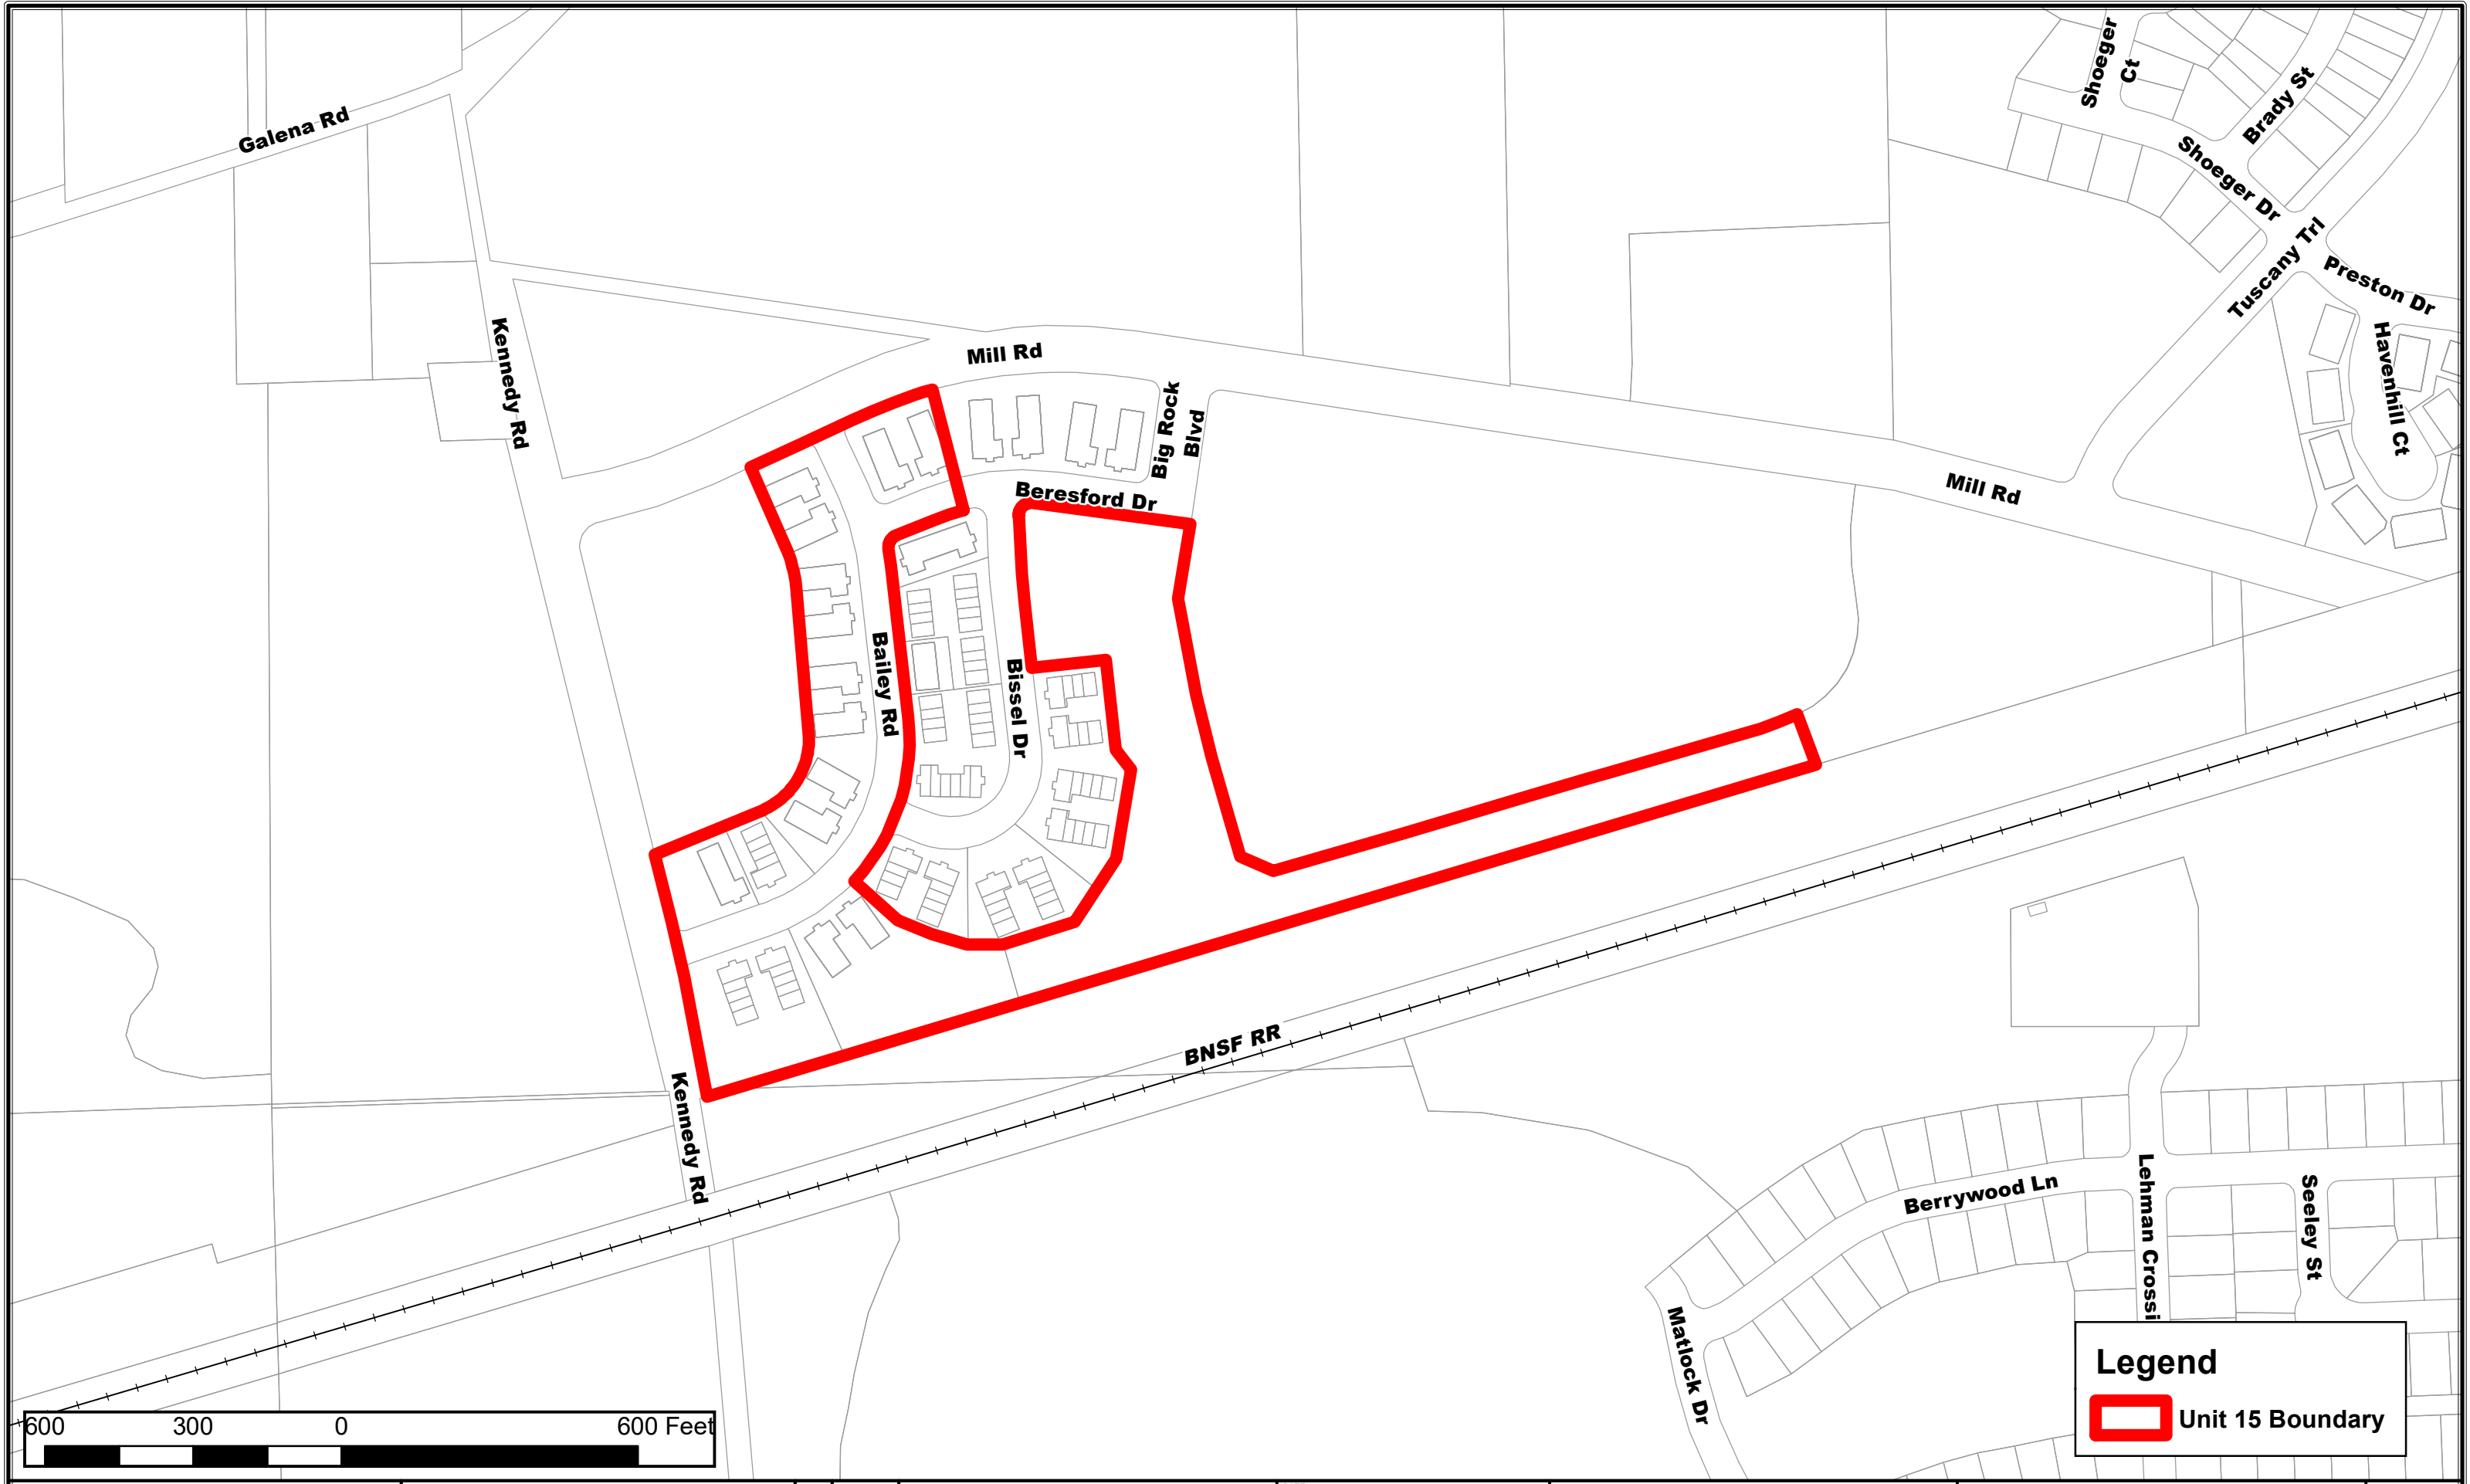 Shoeger
Ct
Brady St
Galena Rd
Shoeger Dr
Tuscany Trl
Preston Dr
Kennedy Rd
Havenhill Ct
Mill Rd
Big Rock
Blvd
Beresford Dr
Mill Rd
Bailey Rd
Bissel Dr
BNSF RR
Kennedy Rd
Berrywood Ln
Lehman Crossi
Seeley St
Matlock Dr
Legend
Unit 15 Boundary
600 300 0 600 Feet